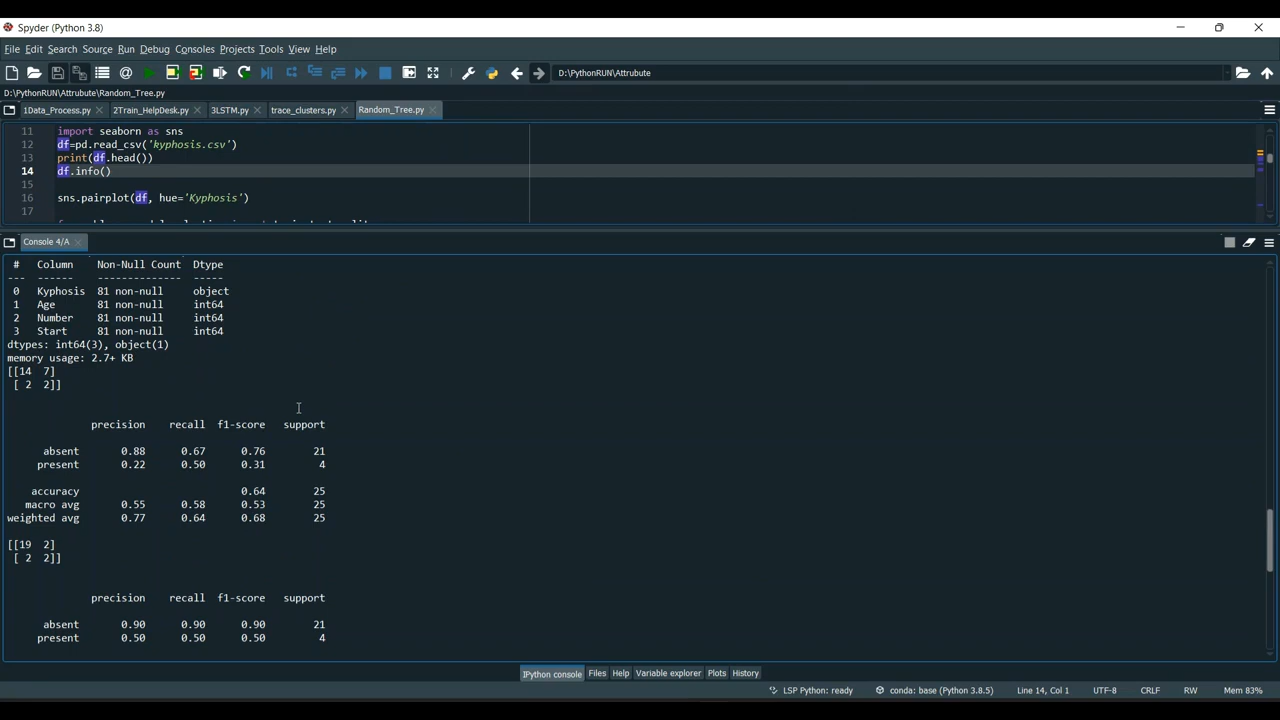 Spyder (Python 3.8)
File Edit Search Source Run Debug Consoles Projects Tools View Help
D:\PythonRUN\Attrubute
D:\PythonRUN\Attrubute\Random_Tree.py
1Data_Process.py 2Train_HelpDesk.py 3LSTM.py trace_clusters.py Random_Tree.py
11 import seaborn as sns
12 df=pd.read_csv('kyphosis.csv')
13 print(df.head())
14 df.info()
15
16 sns.pairplot(df, hue='Kyphosis')
17
Console 4/A
# Column Non-Null Count Dtype
--- ------ -------------- -----
0 Kyphosis 81 non-null object
1 Age 81 non-null int64
2 Number 81 non-null int64
3 Start 81 non-null int64
dtypes: int64(3), object(1)
memory usage: 2.7+ KB
[[14 7]
[ 2 2]]
precision recall f1-score support
absent 0.88 0.67 0.76 21
present 0.22 0.50 0.31 4
accuracy 0.64 25
macro avg 0.55 0.58 0.53 25
weighted avg 0.77 0.64 0.68 25
[[19 2]
[ 2 2]]
precision recall f1-score support
absent 0.90 0.90 0.90 21
present 0.50 0.50 0.50 4
IPython console Files Help Variable explorer Plots History
LSP Python: ready conda: base (Python 3.8.5) Line 14, Col 1 UTF-8 CRLF RW Mem 83%